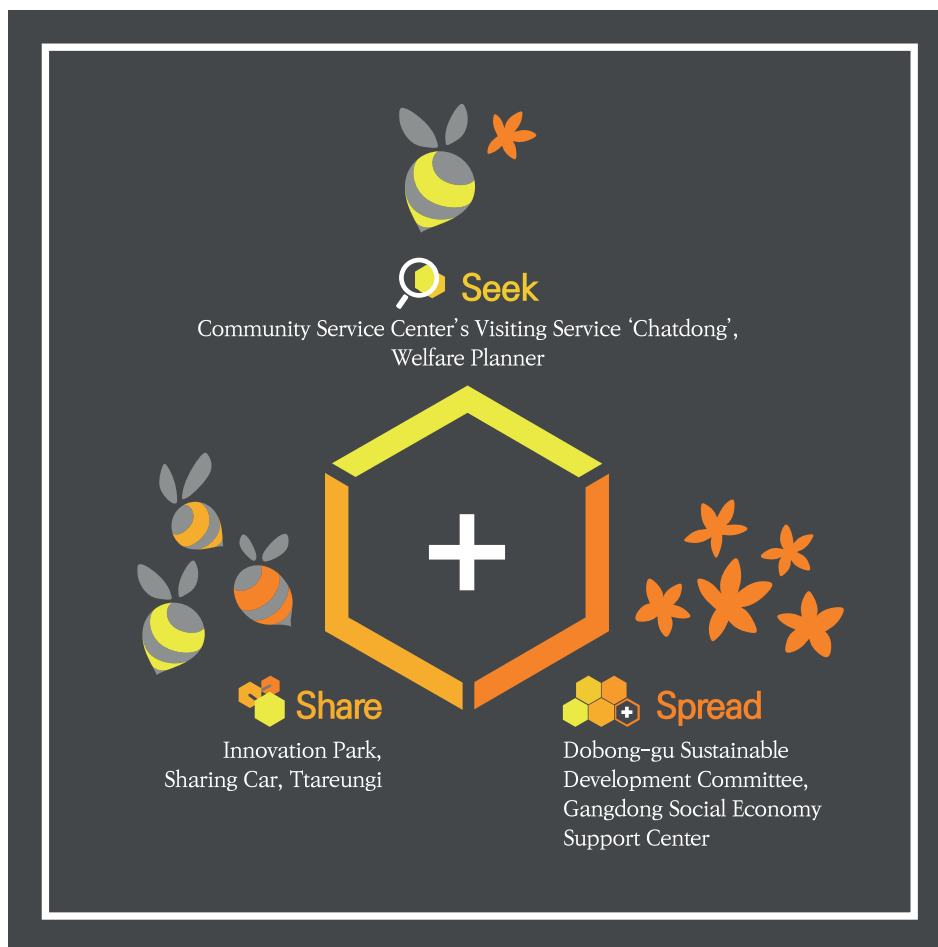 Seek
Community Service Center’s Visiting Service ‘Chatdong’,
Welfare Planner
Share
Innovation Park,
Sharing Car, Ttareungi
Spread
Dobong-gu Sustainable
Development Committee,
Gangdong Social Economy
Support Center